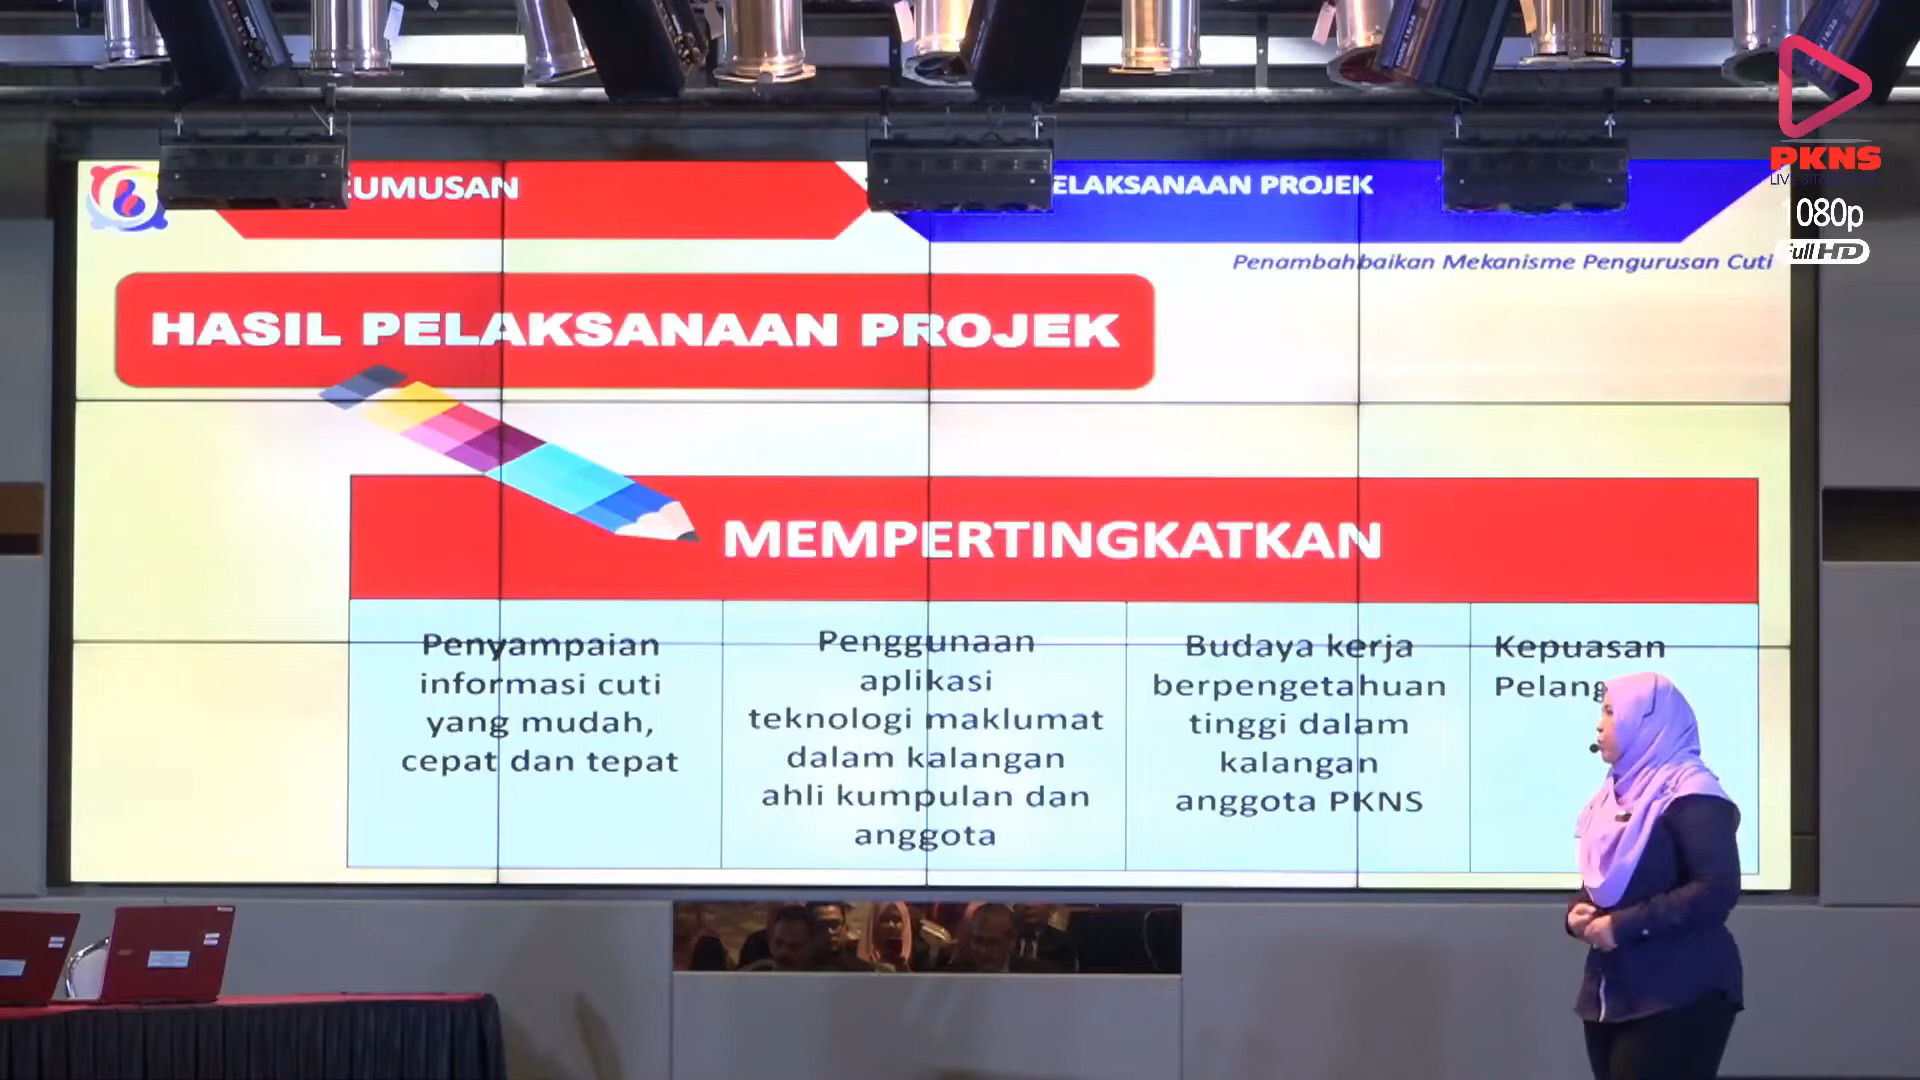 PKNS
1080p
Full HD
PELAKSANAAN PROJEK
Penambahbaikan Mekanisme Pengurusan Cuti
HASIL PELAKSANAAN PROJEK
MEMPERTINGKATKAN
Penyampaian
informasi cuti
yang mudah,
cepat dan tepat
Penggunaan
aplikasi
teknologi maklumat
dalam kalangan
ahli kumpulan dan
anggota
Budaya kerja
berpengetahuan
tinggi dalam
kalangan
anggota PKNS
Kepuasan